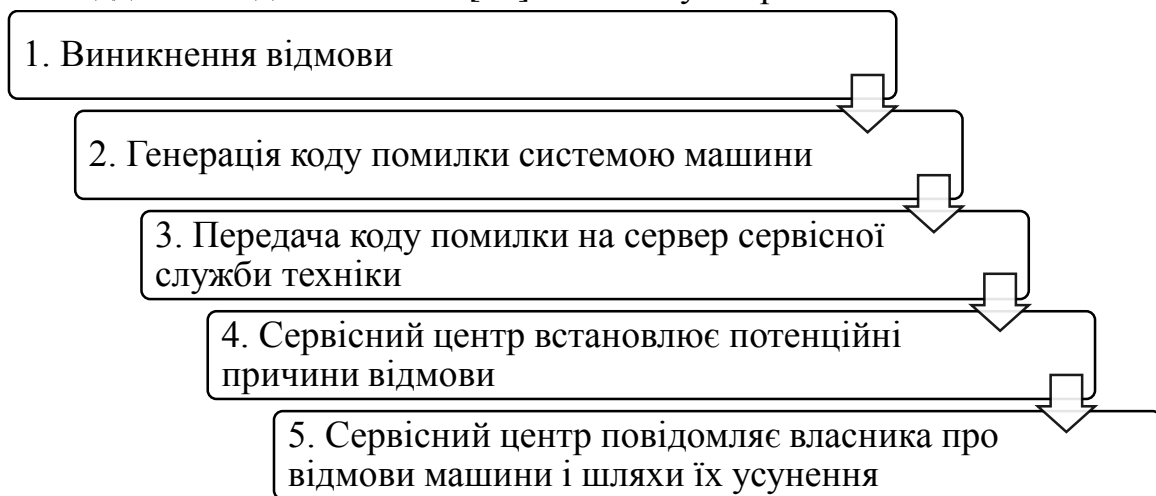 1. Виникнення відмови
2. Генерація коду помилки системою машини
3. Передача коду помилки на сервер сервісної
служби техніки
4. Сервісний центр встановлює потенційні
причини відмови
5. Сервісний центр повідомляє власника про
відмови машини і шляхи їх усунення